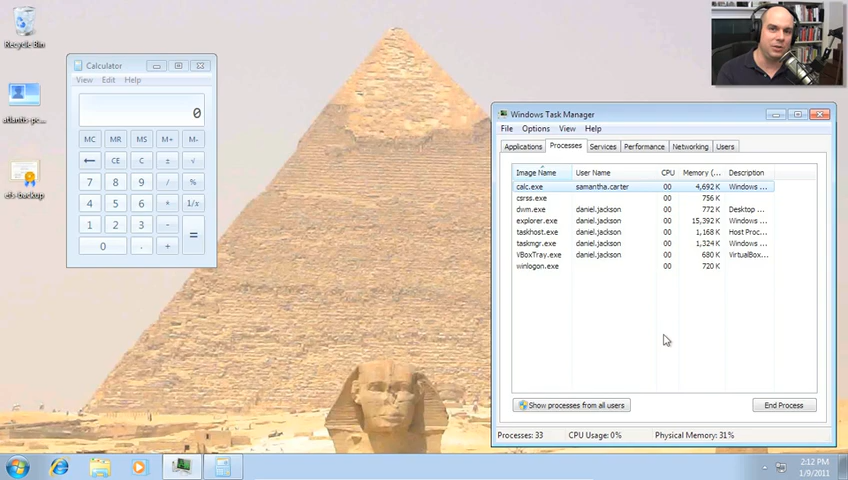 Recycle Bin
atlantis-pc...
efs-backup
Calculator
View Edit Help
0
MC MR MS M+ M-
← CE C ± √
7 8 9 / %
4 5 6 * 1/x
1 2 3 - =
0 . +
Windows Task Manager
File Options View Help
Applications Processes Services Performance Networking Users
Image Name User Name CPU Memory (... Description
calc.exe samantha.carter 00 4,692 K Windows ...
csrss.exe 00 756 K
dwm.exe daniel.jackson 00 772 K Desktop ...
explorer.exe daniel.jackson 00 15,392 K Windows ...
taskhost.exe daniel.jackson 00 1,168 K Host Proc...
taskmgr.exe daniel.jackson 00 1,324 K Windows ...
VBoxTray.exe daniel.jackson 00 680 K VirtualBox...
winlogon.exe 00 720 K
Show processes from all users
End Process
Processes: 33 CPU Usage: 0% Physical Memory: 31%
2:12 PM
1/9/2011